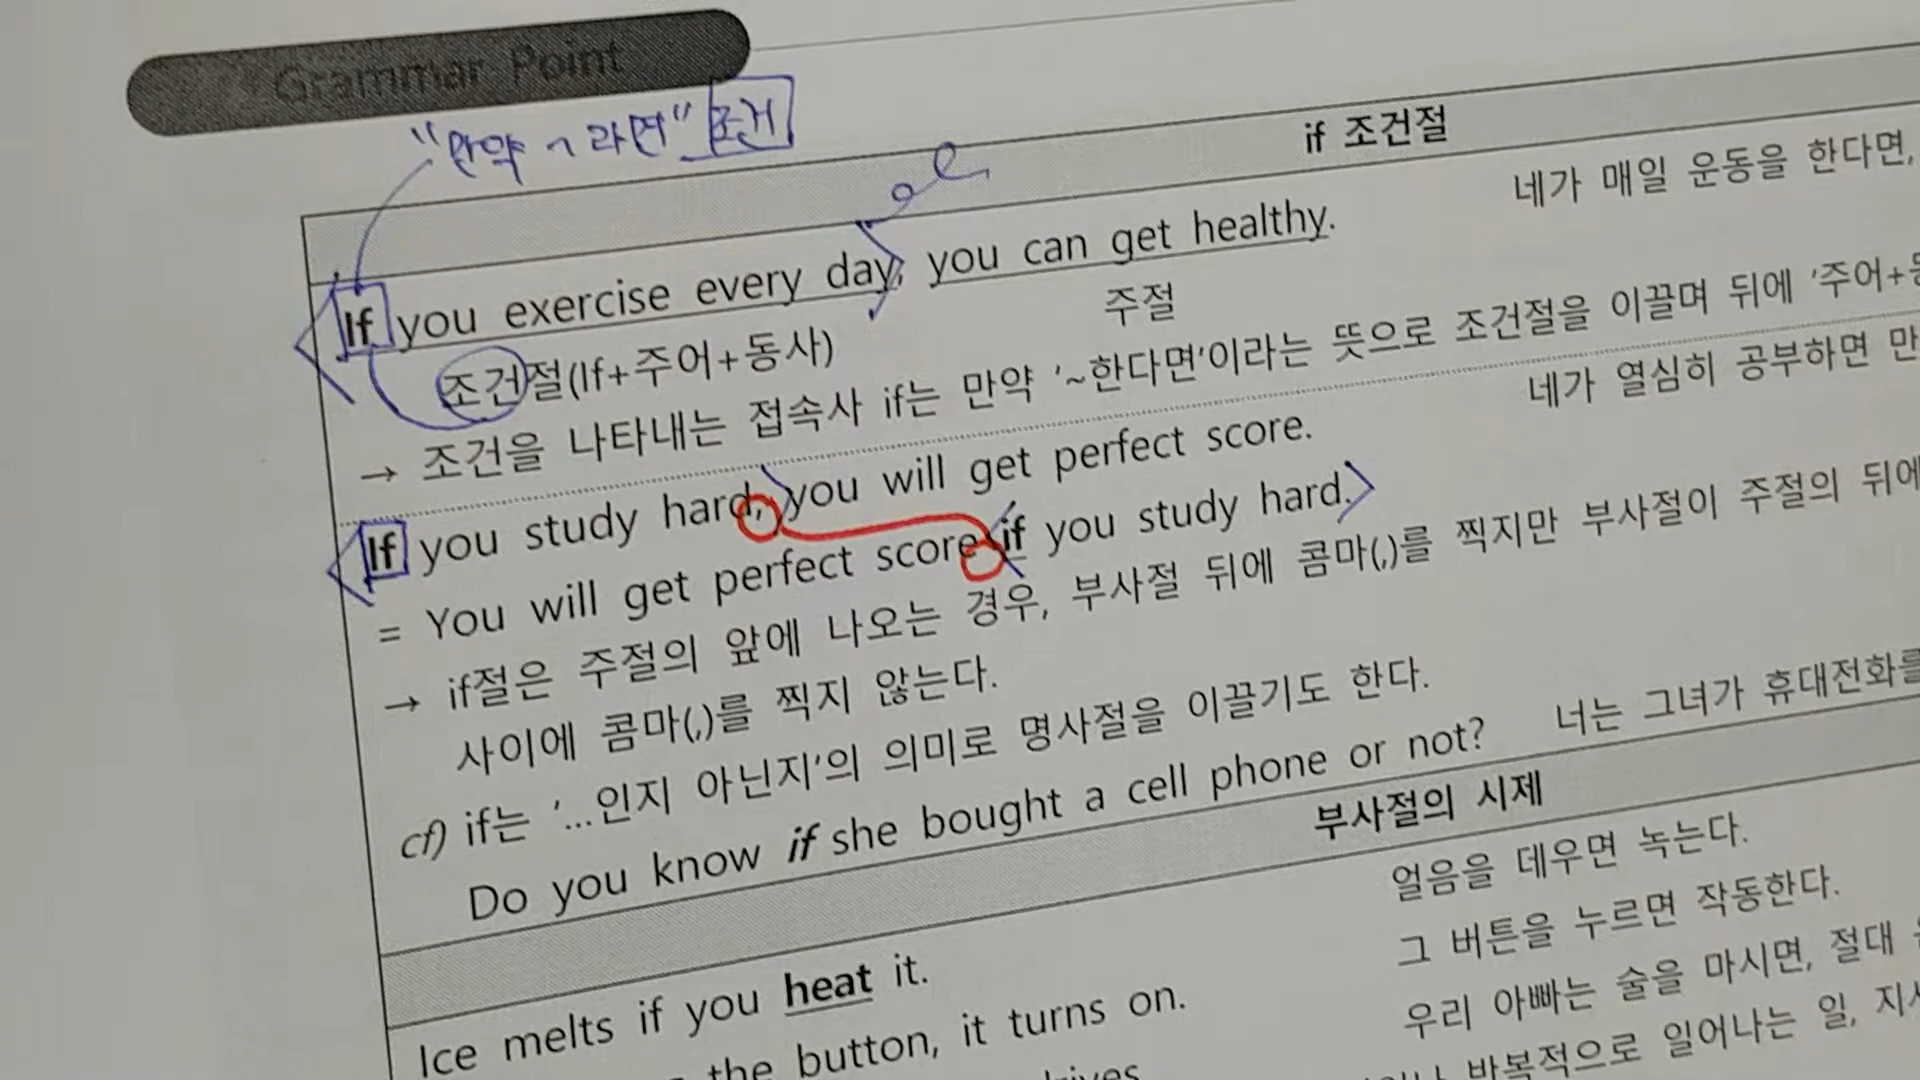 Grammar Point
"만약 ~ 라면" 조건
if 조건절
If you exercise every day, you can get healthy. 네가 매일 운동을 한다면,
조건절(If+주어+동사) 주절
→ 조건을 나타내는 접속사 if는 만약 '~한다면'이라는 뜻으로 조건절을 이끌며 뒤에 '주어+
If you study hard, you will get perfect score. 네가 열심히 공부하면 만
= You will get perfect score if you study hard.
→ if절은 주절의 앞에 나오는 경우, 부사절 뒤에 콤마(,)를 찍지만 부사절이 주절의 뒤에
사이에 콤마(,)를 찍지 않는다.
cf) if는 '...인지 아닌지'의 의미로 명사절을 이끌기도 한다.
Do you know if she bought a cell phone or not? 너는 그녀가 휴대전화를
부사절의 시제
Ice melts if you heat it. 얼음을 데우면 녹는다.
the button, it turns on. 그 버튼을 누르면 작동한다.
우리 아빠는 술을 마시면, 절대
반복적으로 일어나는 일,